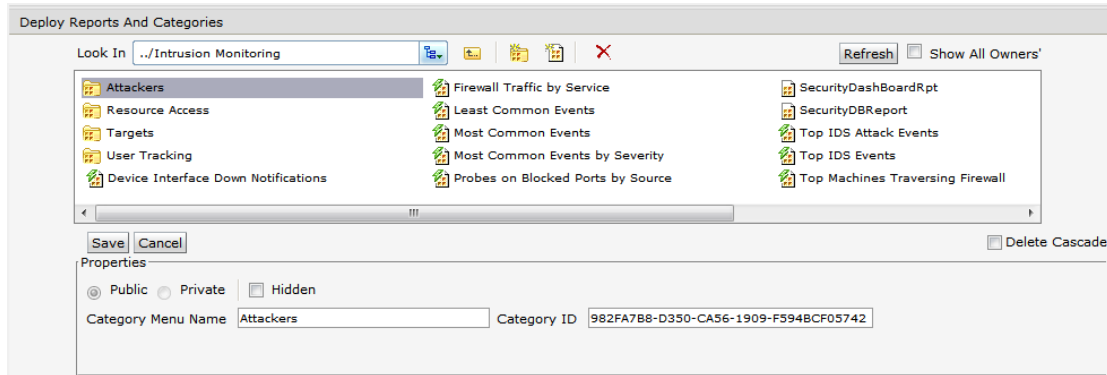 Deploy Reports And Categories
Look In ../Intrusion Monitoring Refresh Show All Owners'
Attackers Firewall Traffic by Service SecurityDashBoardRpt
Resource Access Least Common Events SecurityDBReport
Targets Most Common Events Top IDS Attack Events
User Tracking Most Common Events by Severity Top IDS Events
Device Interface Down Notifications Probes on Blocked Ports by Source Top Machines Traversing Firewall
Save Cancel Delete Cascade
Properties
Public Private Hidden
Category Menu Name Attackers Category ID 982FA7B8-D350-CA56-1909-F594BCF05742